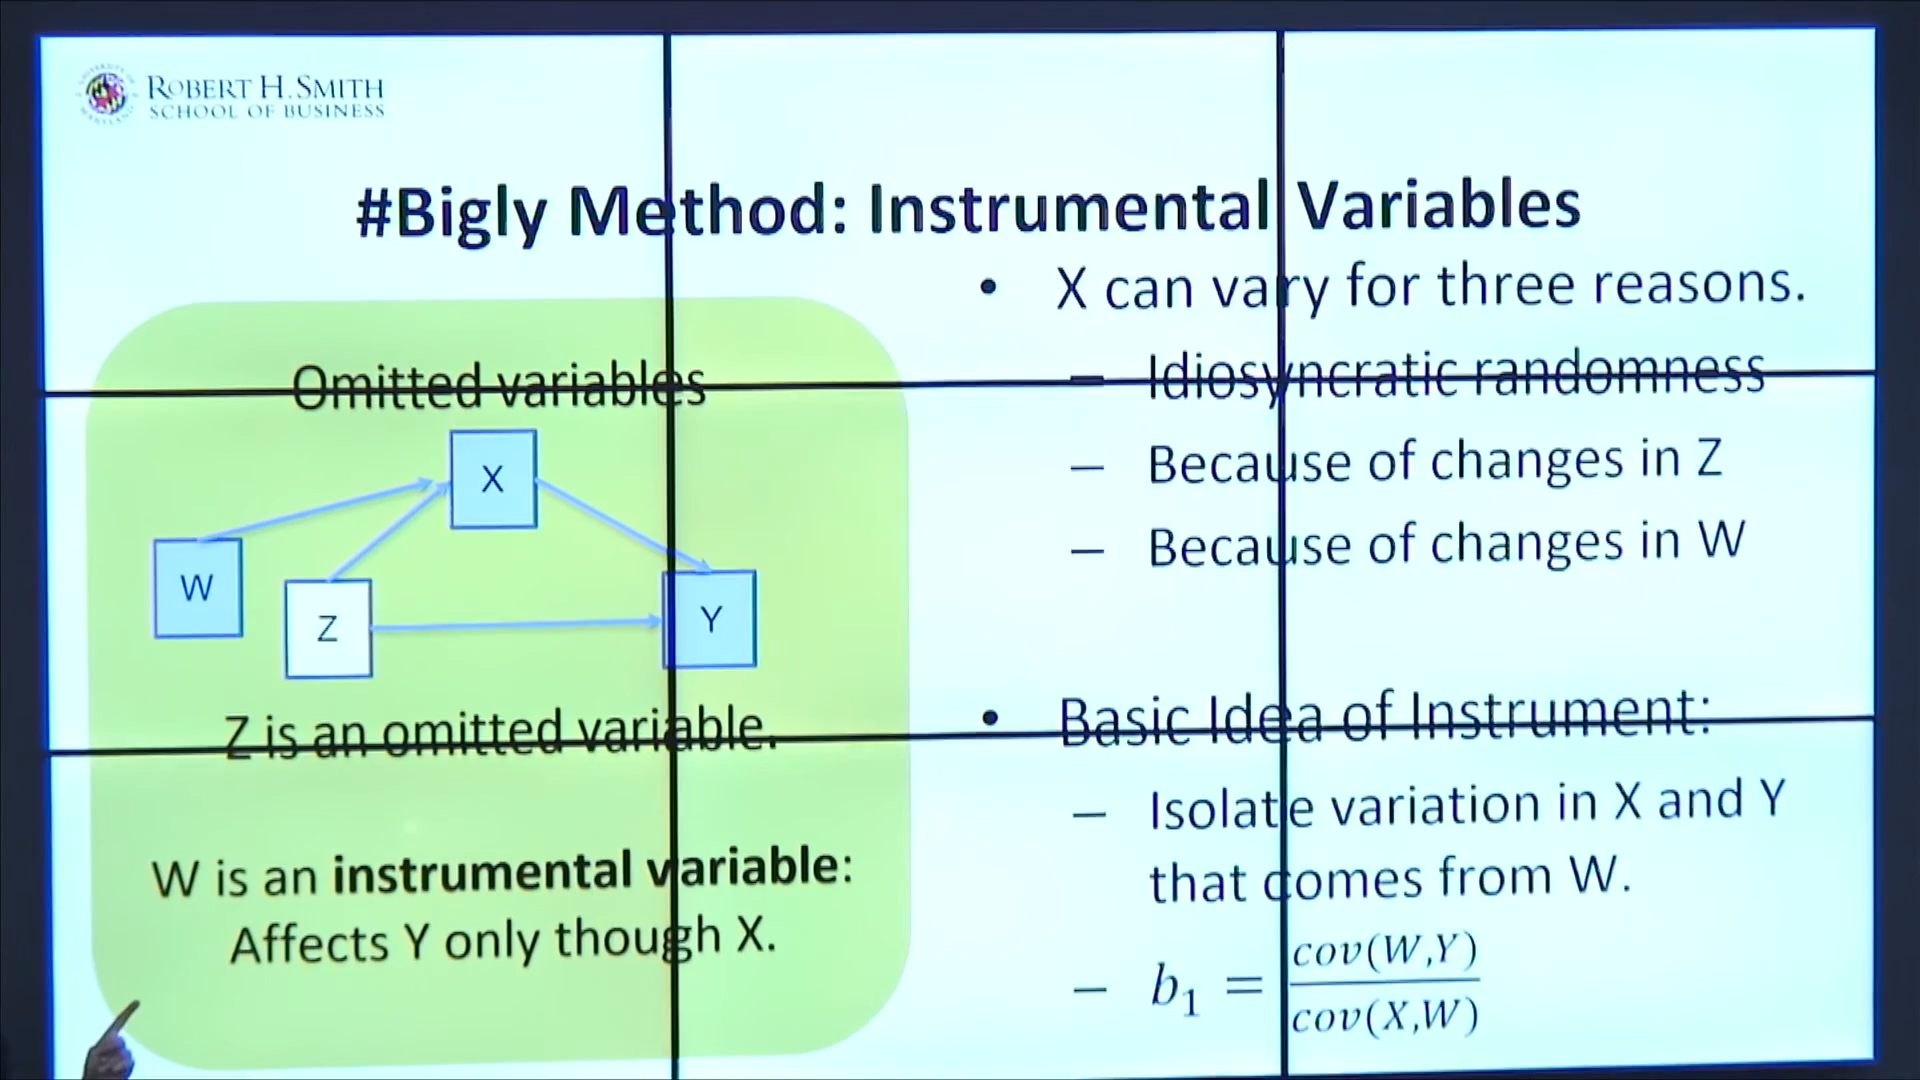 ROBERT H. SMITH
SCHOOL OF BUSINESS
#Bigly Method: Instrumental Variables
Omitted variables
X
W
Z
Y
Z is an omitted variable.
W is an instrumental variable:
Affects Y only though X.
• X can vary for three reasons.
– Idiosyncratic randomness
– Because of changes in Z
– Because of changes in W
• Basic Idea of Instrument:
– Isolate variation in X and Y
that comes from W.
– b₁ = cov(W,Y) / cov(X,W)